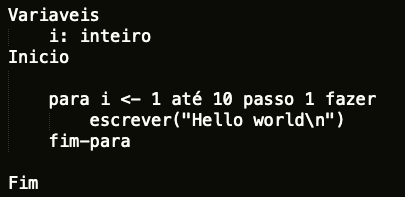 Variaveis
    i: inteiro
Inicio
    para i <- 1 até 10 passo 1 fazer
        escrever("Hello world\n")
    fim-para
Fim